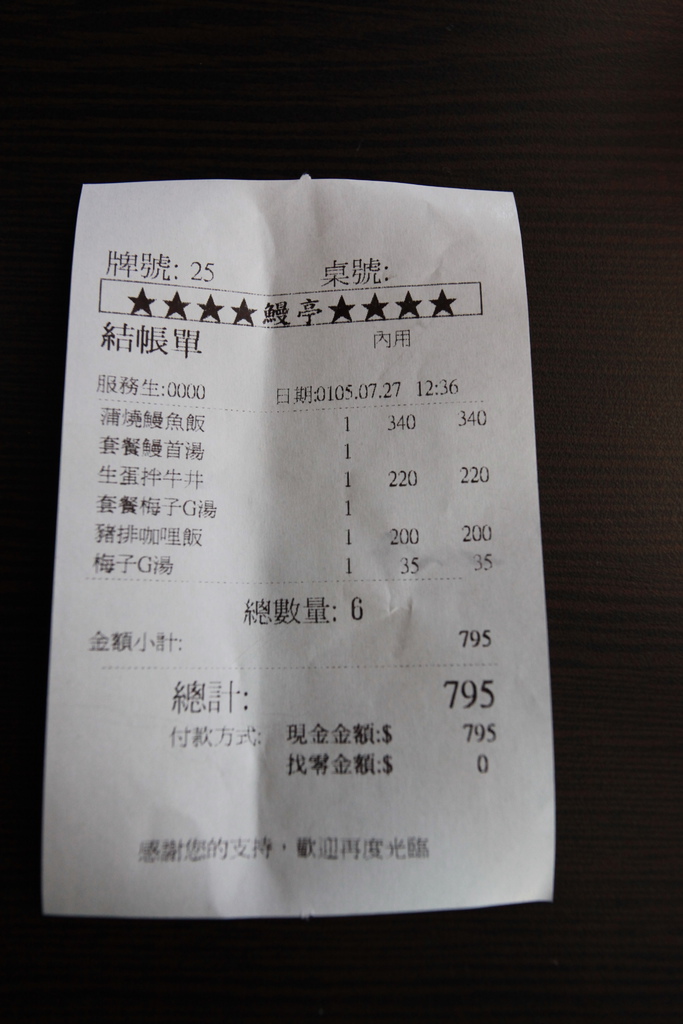 牌號: 25 桌號:
★★★★鰻亭★★★★
結帳單 內用
服務生:0000 日期:0105.07.27 12:36
蒲燒鰻魚飯 1 340 340
套餐鰻首湯 1
生蛋拌牛丼 1 220 220
套餐梅子G湯 1
豬排咖哩飯 1 200 200
梅子G湯 1 35 35
總數量: 6
金額小計: 795
總計: 795
付款方式: 現金金額:$ 795
找零金額:$ 0
感謝您的支持，歡迎再度光臨